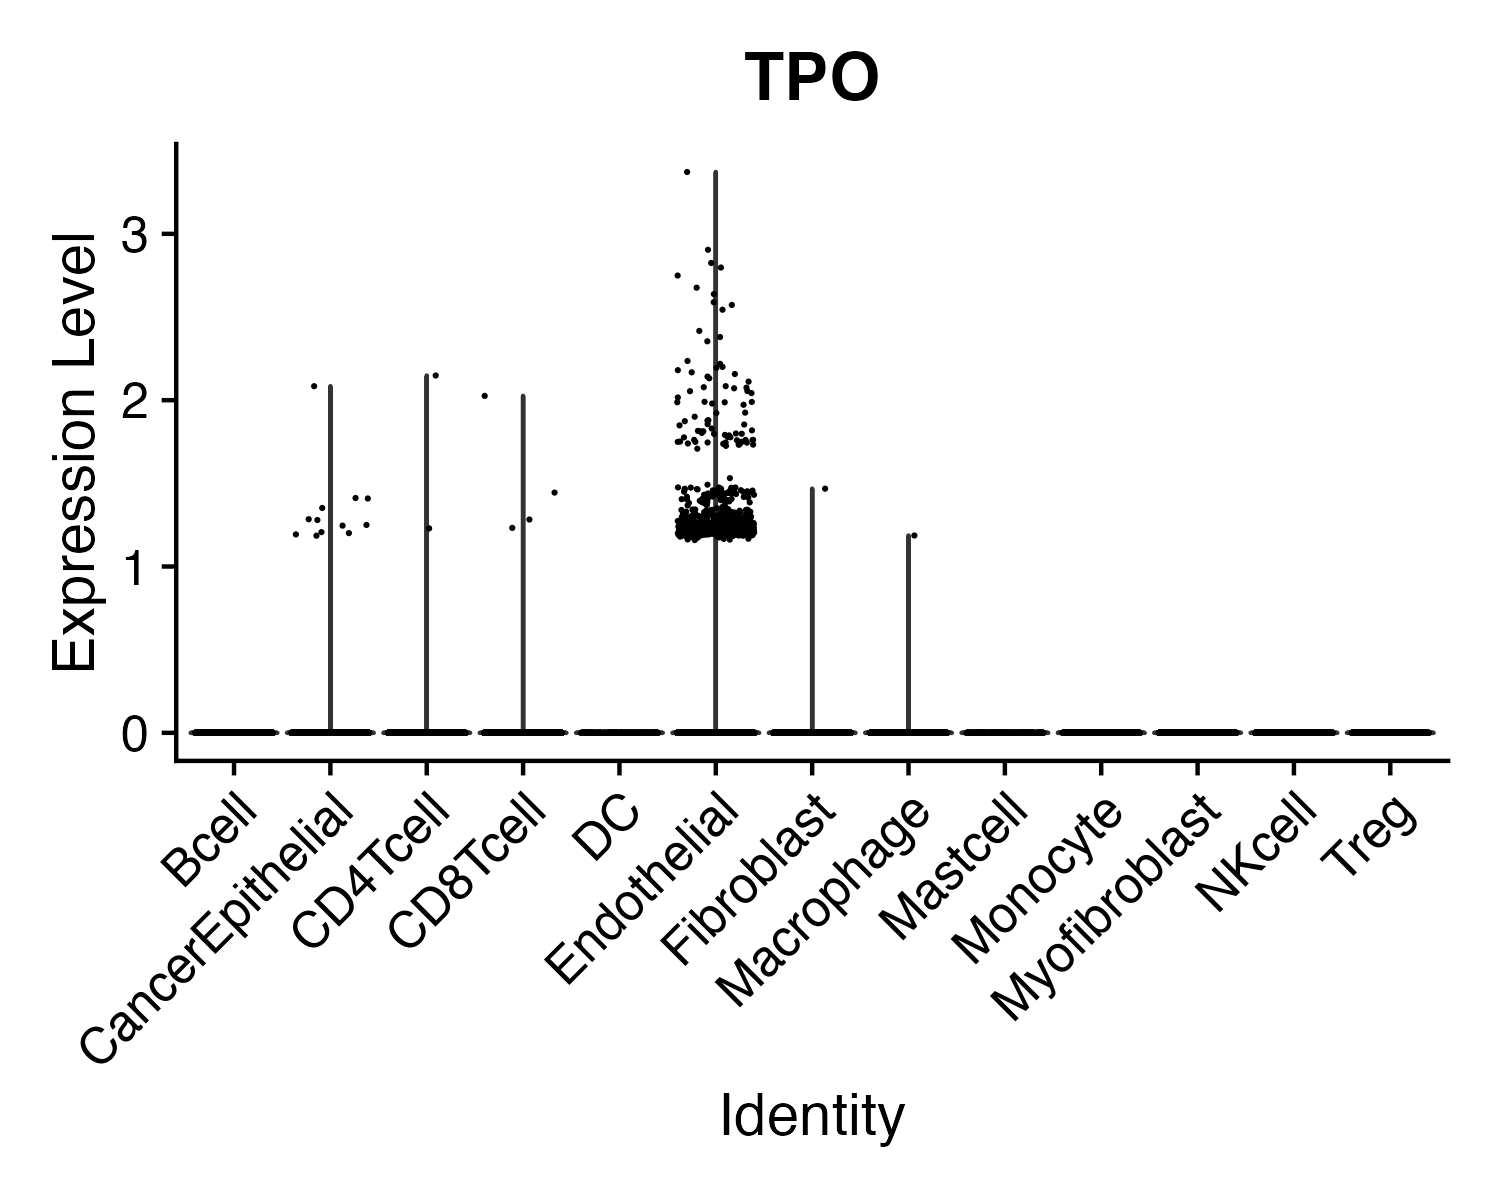 TPO
Expression Level
3
2
1
0
Bcell
CancerEpithelial
CD4Tcell
CD8Tcell
DC
Endothelial
Fibroblast
Macrophage
Mastcell
Monocyte
Myofibroblast
NKcell
Treg
Identity